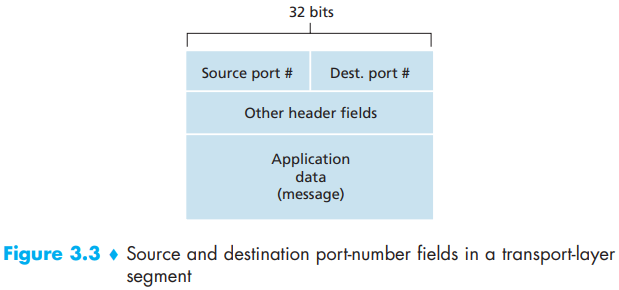 32 bits
Source port #
Dest. port #
Other header fields
Application
data
(message)
Figure 3.3 ♦ Source and destination port-number fields in a transport-layer
segment